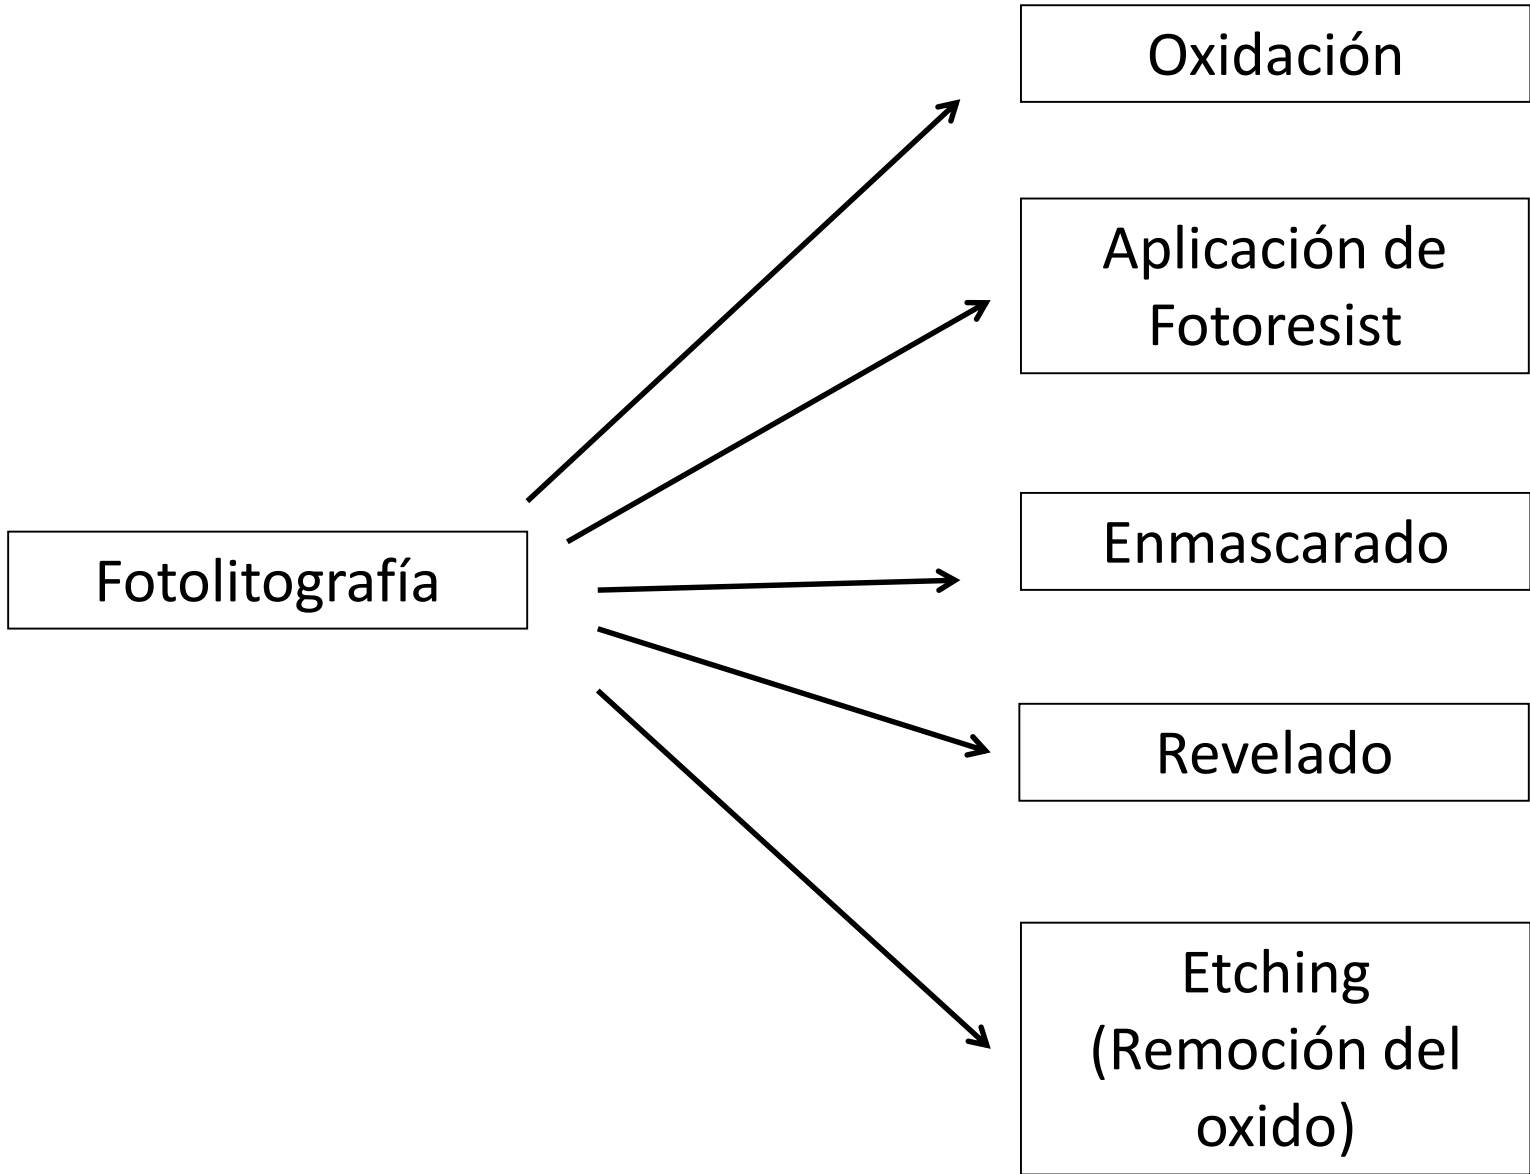 Oxidación
Aplicación de
Fotoresist
Fotolitografía
Enmascarado
Revelado
Etching
(Remoción del
oxido)